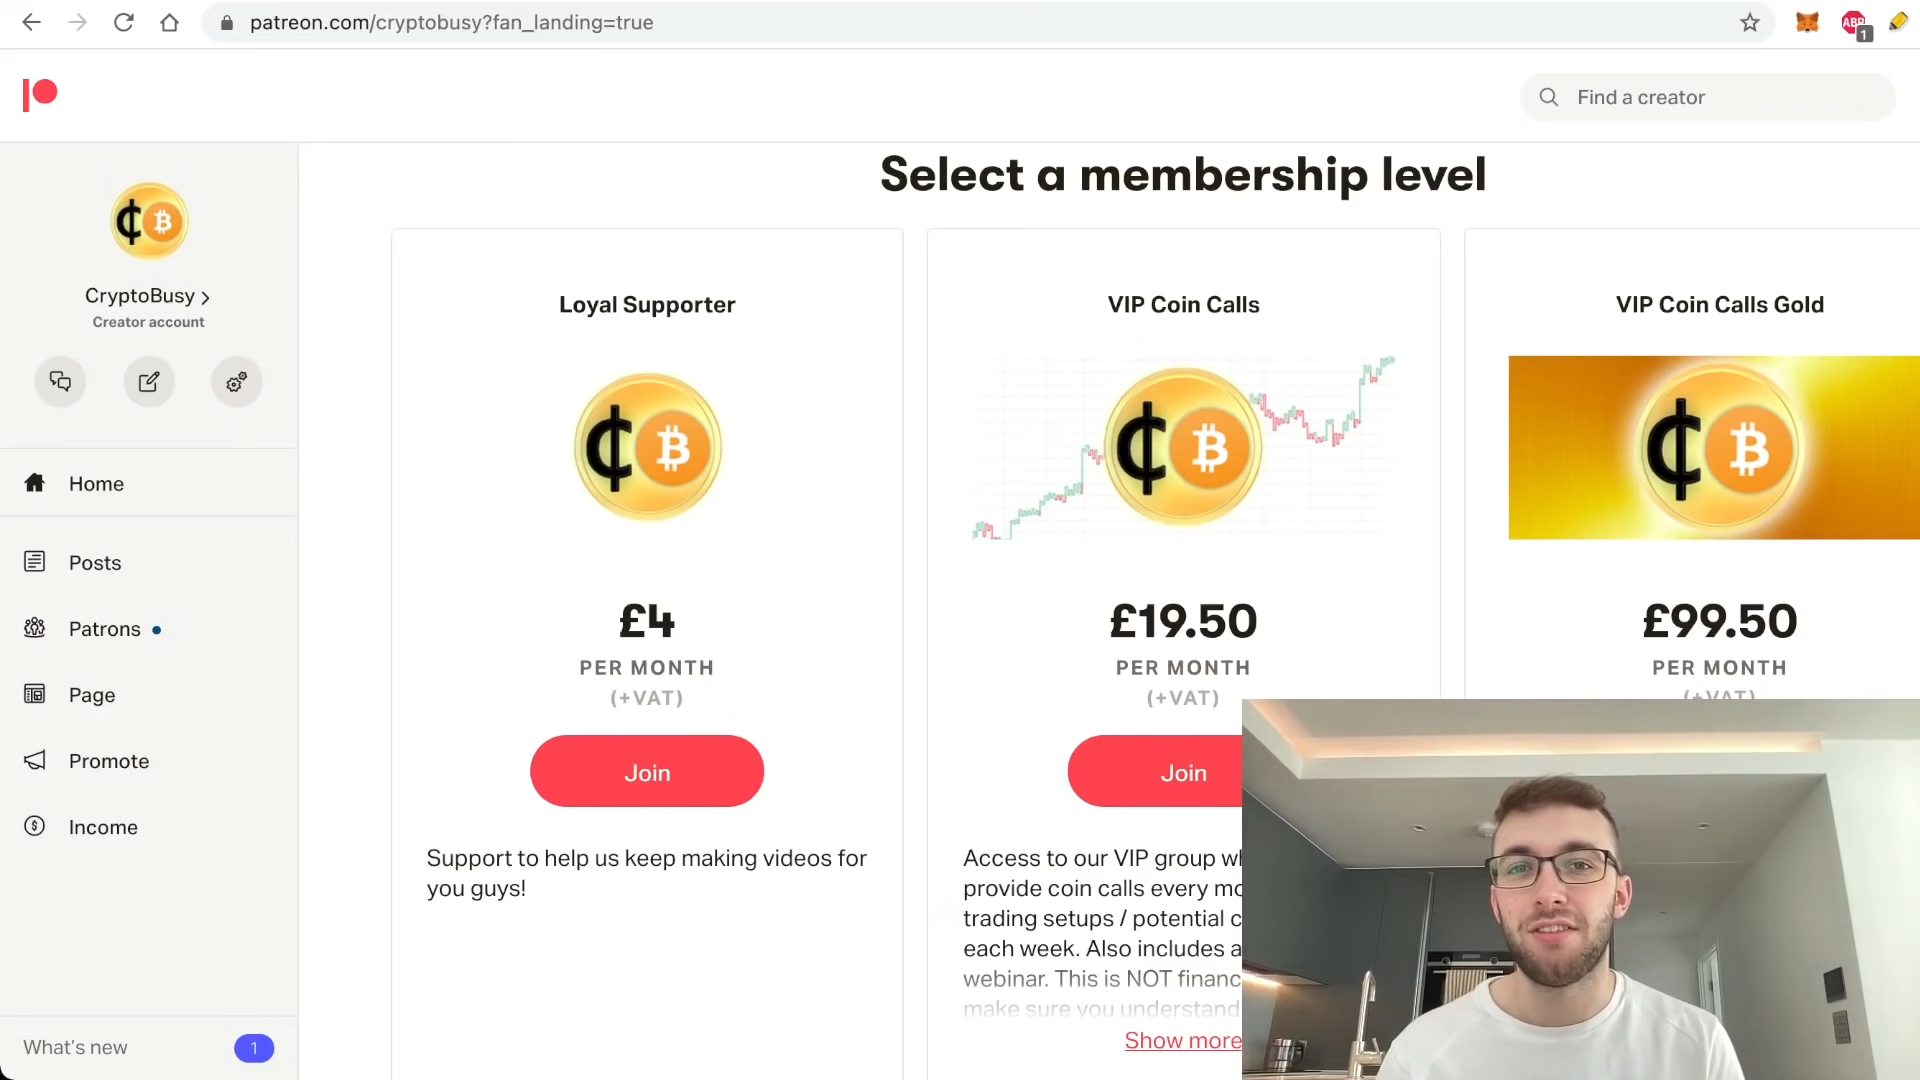 patreon.com/cryptobusy?fan_landing=true
ABP
1
Find a creator
CryptoBusy
Creator account
Home
Posts
Patrons
Page
Promote
Income
What's new
1
Select a membership level
Loyal Supporter
£4
PER MONTH
(+VAT)
Join
Support to help us keep making videos for
you guys!
VIP Coin Calls
£19.50
PER MONTH
(+VAT)
Join
Access to our VIP group
provide coin calls every
trading setups / potential
each week. Also includes
webinar. This is NOT
make sure you understand
Show more
VIP Coin Calls Gold
£99.50
PER MONTH
(+VAT)